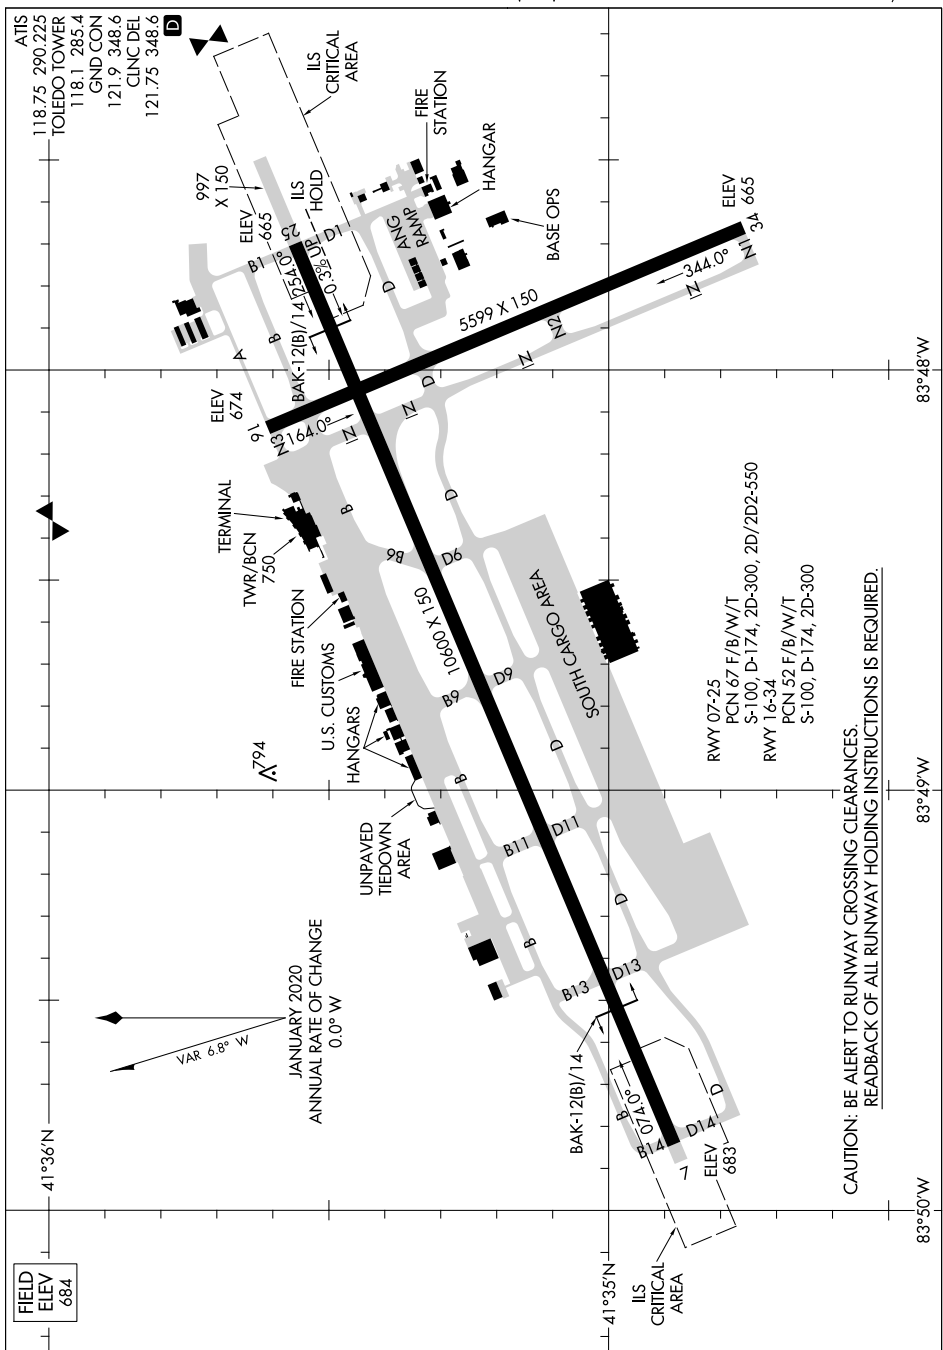 ATIS
118.75 290.225
TOLEDO TOWER
118.1 285.4
GND CON
121.9 348.6
CLNC DEL
121.75 348.6
D
FIELD
ELEV
684
41°36'N
41°35'N
83°48'W
83°49'W
83°50'W
VAR 6.8° W
JANUARY 2020
ANNUAL RATE OF CHANGE
0.0° W
794
ILS
CRITICAL
AREA
997
X 150
ELEV
665
25
ILS
HOLD
B1
D1
254.0°
0.3% UP
BAK-12(B)/14
ANG
RAMP
FIRE
STATION
HANGAR
BASE OPS
A
B
D
ELEV
674
16
N3
164.0°
N1
N1
D
5599 X 150
N2
N1
N1
344.0°
N1
34
ELEV
665
TERMINAL
TWR/BCN
750
FIRE STATION
U.S. CUSTOMS
HANGARS
UNPAVED
TIEDOWN
AREA
B
B6
D6
D
10600 X 150
B9
D9
SOUTH CARGO AREA
B
D
B11
D11
B
D
B13
D13
BAK-12(B)/14
B
074.0°
D
B14
D14
7
ELEV
683
ILS
CRITICAL
AREA
RWY 07-25
PCN 67 F/B/W/T
S-100, D-174, 2D-300, 2D/2D2-550
RWY 16-34
PCN 52 F/B/W/T
S-100, D-174, 2D-300
CAUTION: BE ALERT TO RUNWAY CROSSING CLEARANCES.
READBACK OF ALL RUNWAY HOLDING INSTRUCTIONS IS REQUIRED.